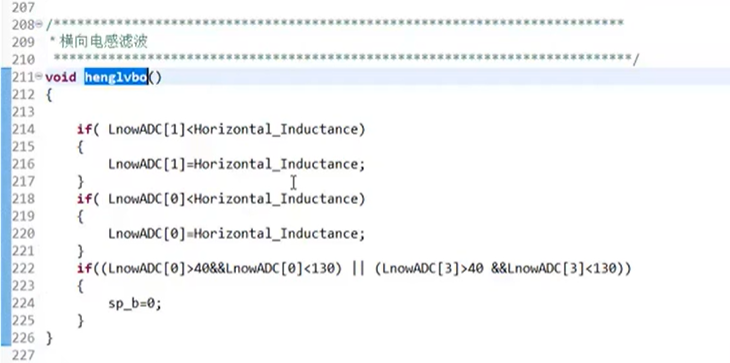 207
208 /******************************************************************************
209  * 横向电感滤波
210  ******************************************************************************/
211 void henglvbo()
212 {
213
214     if( LnowADC[1]<Horizontal_Inductance)
215     {
216         LnowADC[1]=Horizontal_Inductance;
217     }
218     if( LnowADC[0]<Horizontal_Inductance)
219     {
220         LnowADC[0]=Horizontal_Inductance;
221     }
222     if((LnowADC[0]>40&&LnowADC[0]<130) || (LnowADC[3]>40 &&LnowADC[3]<130))
223     {
224         sp_b=0;
225     }
226 }
227